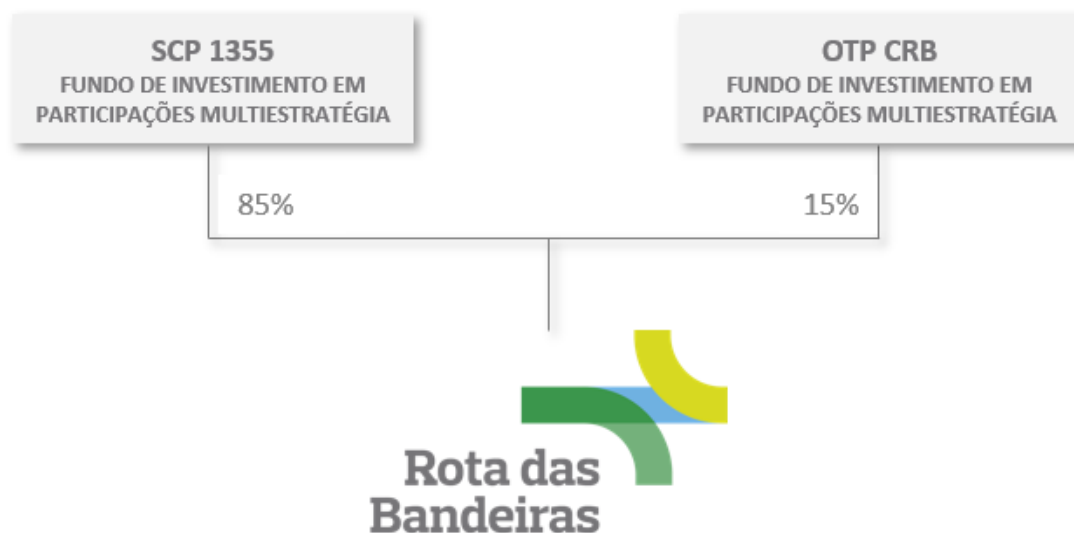 SCP 1355
FUNDO DE INVESTIMENTO EM
PARTICIPAÇÕES MULTIESTRATÉGIA
OTP CRB
FUNDO DE INVESTIMENTO EM
PARTICIPAÇÕES MULTIESTRATÉGIA
85%
15%
Rota das
Bandeiras